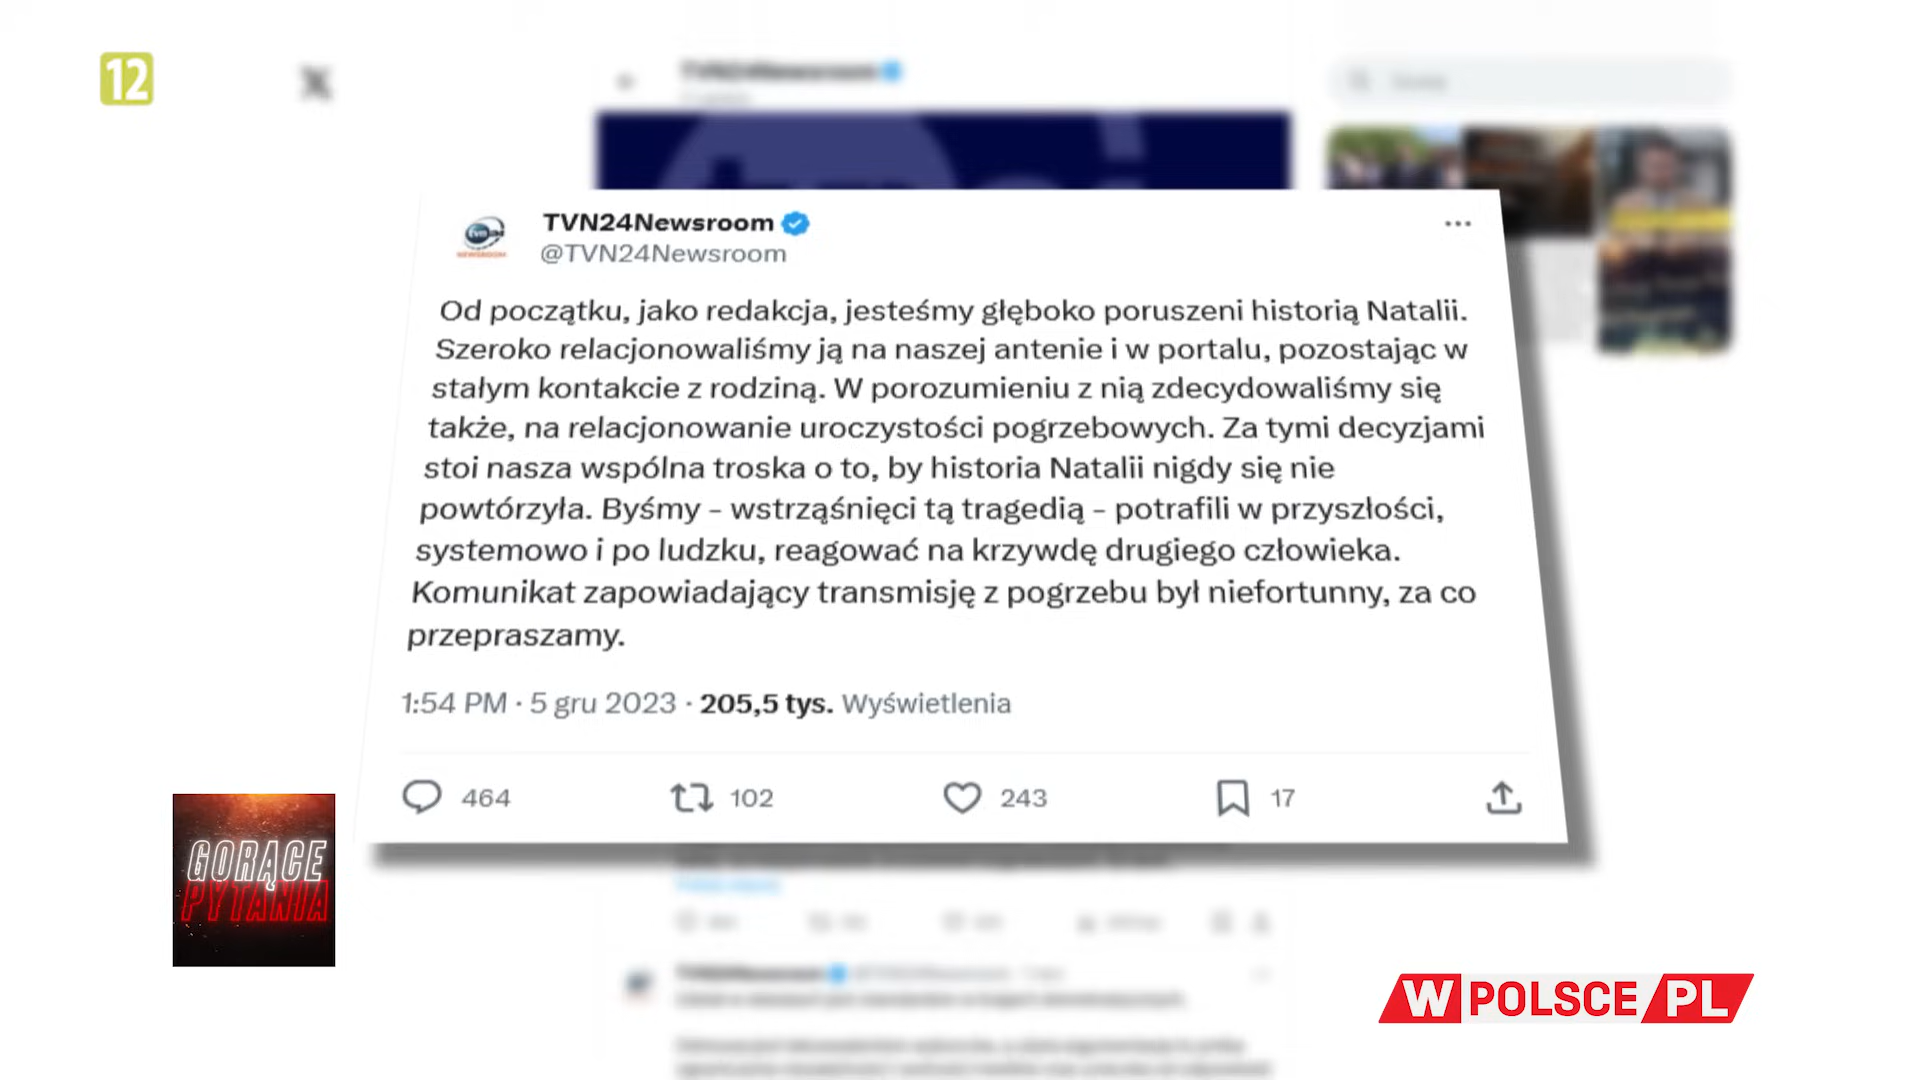 12
TVN24Newsroom
TVN24Newsroom
@TVN24Newsroom
Od początku, jako redakcja, jesteśmy głęboko poruszeni historią Natalii.
Szeroko relacjonowaliśmy ją na naszej antenie i w portalu, pozostając w
stałym kontakcie z rodziną. W porozumieniu z nią zdecydowaliśmy się
także, na relacjonowanie uroczystości pogrzebowych. Za tymi decyzjami
stoi nasza wspólna troska o to, by historia Natalii nigdy się nie
powtórzyła. Byśmy – wstrząśnięci tą tragedią – potrafili w przyszłości,
systemowo i po ludzku, reagować na krzywdę drugiego człowieka.
Komunikat zapowiadający transmisję z pogrzebu był niefortunny, za co
przepraszamy.
1:54 PM · 5 gru 2023 · 205,5 tys. Wyświetlenia
464 102 243 17
GORĄCE
PYTANIA
W POLSCE PL